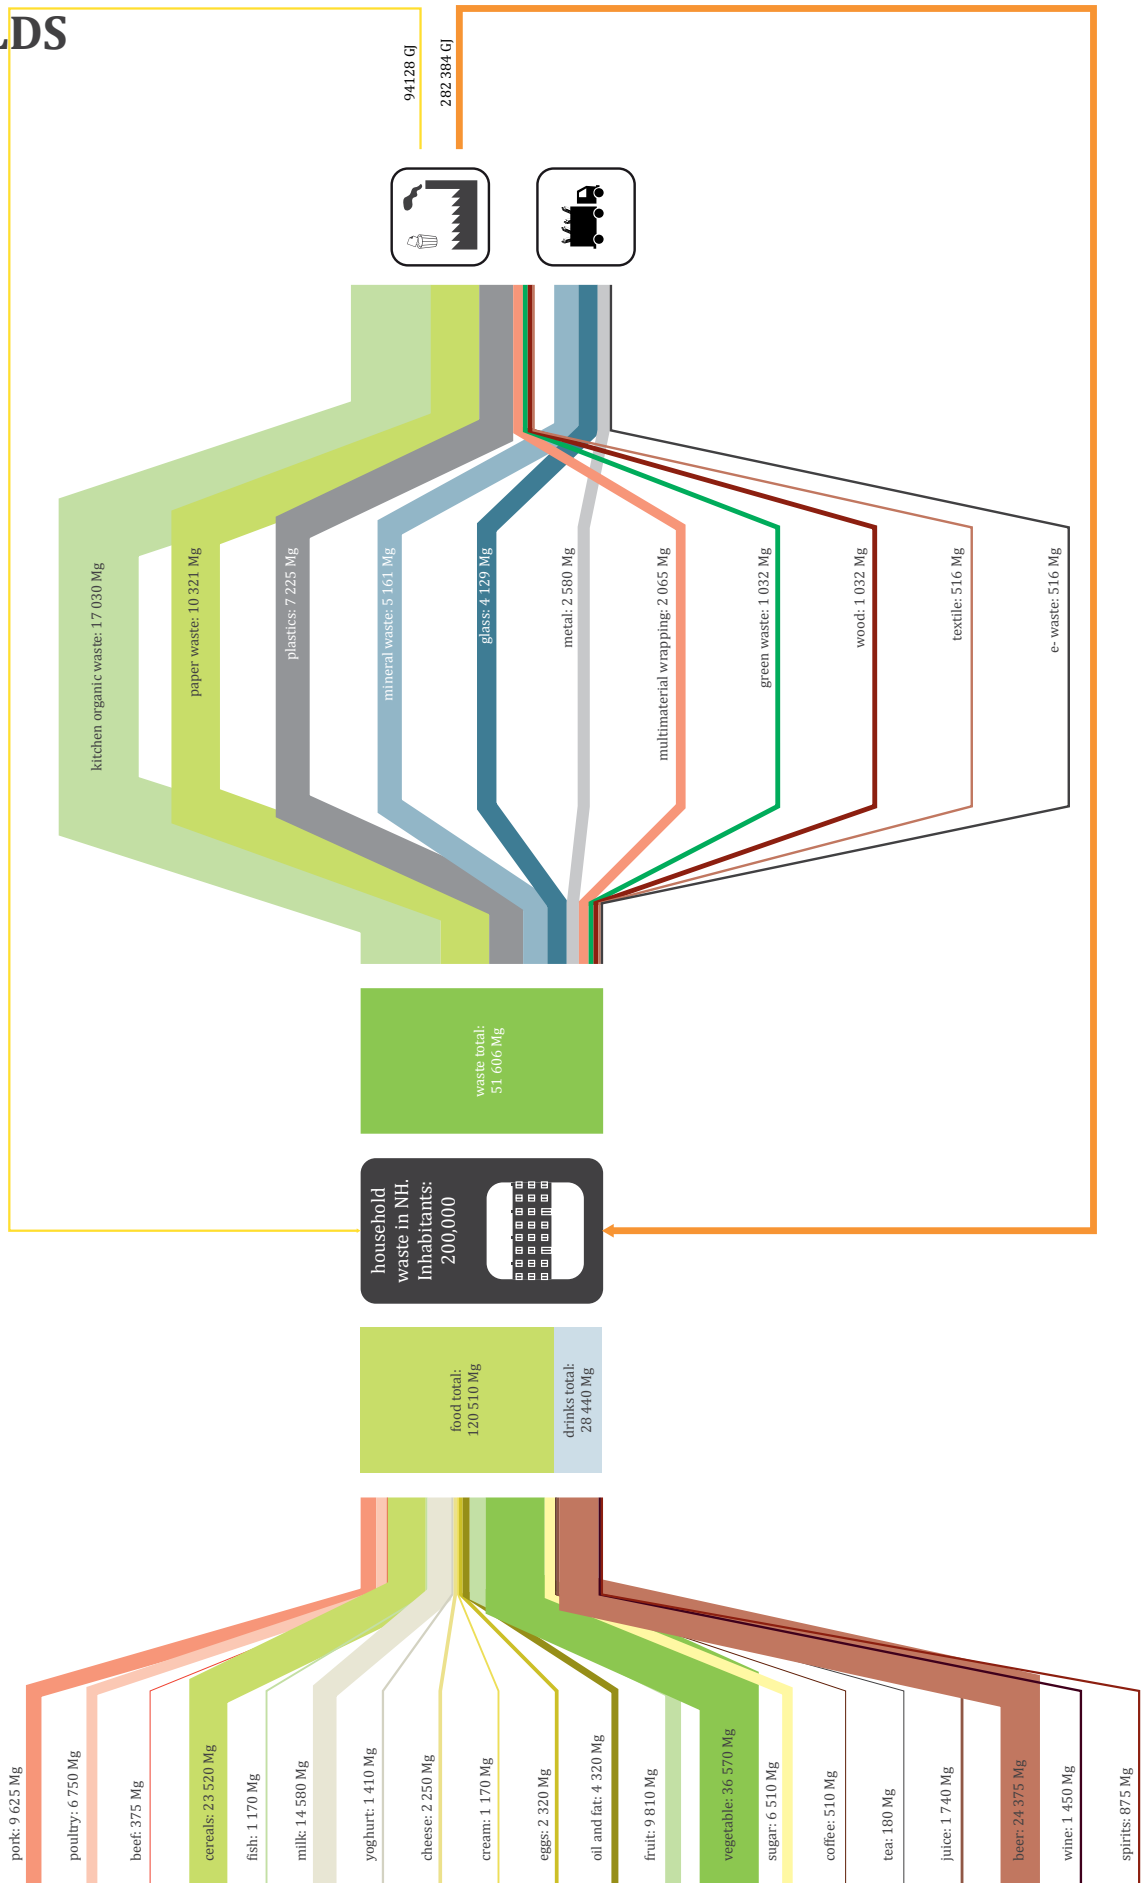 LDS
94128 GJ
282 384 GJ
kitchen organic waste: 17 030 Mg
paper waste: 10 321 Mg
plastics: 7 225 Mg
mineral waste: 5 161 Mg
glass: 4 129 Mg
metal: 2 580 Mg
multimaterial wrapping: 2 065 Mg
green waste: 1 032 Mg
wood: 1 032 Mg
textile: 516 Mg
e- waste: 516 Mg
waste total:
51 606 Mg
household
waste in NH.
Inhabitants:
200,000
food total:
120 510 Mg
drinks total:
28 440 Mg
pork: 9 625 Mg
poultry: 6 750 Mg
beef: 375 Mg
cereals: 23 520 Mg
fish: 1 170 Mg
milk: 14 580 Mg
yoghurt: 1 410 Mg
cheese: 2 250 Mg
cream: 1 170 Mg
eggs: 2 320 Mg
oil and fat: 4 320 Mg
fruit: 9 810 Mg
vegetable: 36 570 Mg
sugar: 6 510 Mg
coffee: 510 Mg
tea: 180 Mg
juice: 1 740 Mg
beer: 24 375 Mg
wine: 1 450 Mg
spirits: 875 Mg